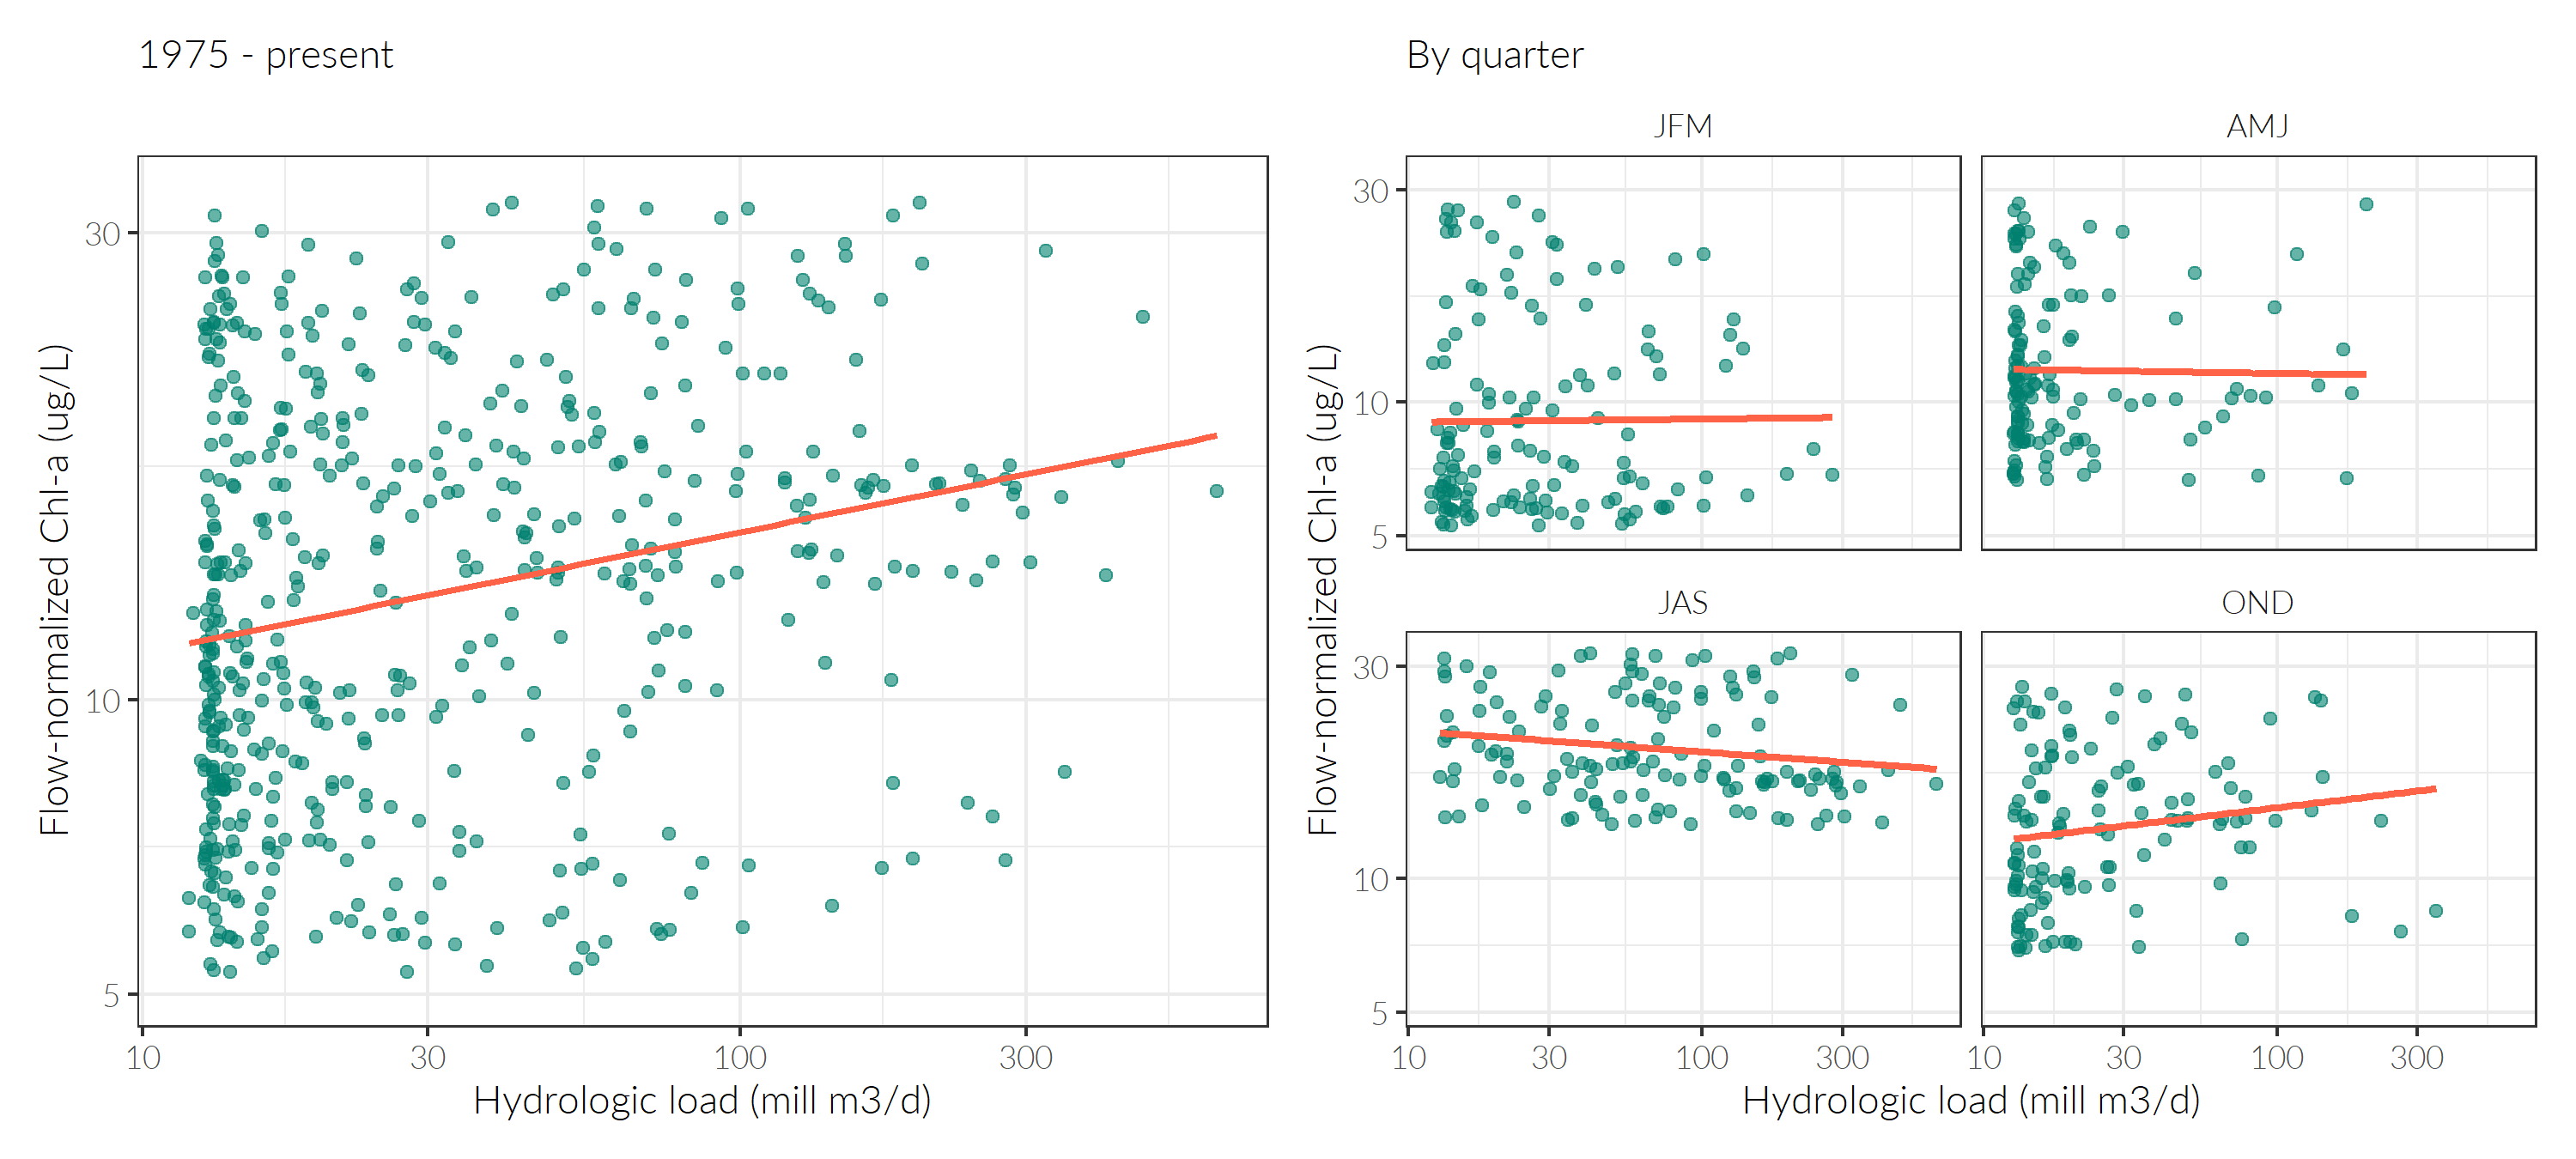 1975 - present
Flow-normalized Chl-a (ug/L)
30
10
5
10 30 100 300
Hydrologic load (mill m3/d)
By quarter
Flow-normalized Chl-a (ug/L)
JFM AMJ
30
10
5
JAS OND
30
10
5
10 30 100 300 10 30 100 300
Hydrologic load (mill m3/d)